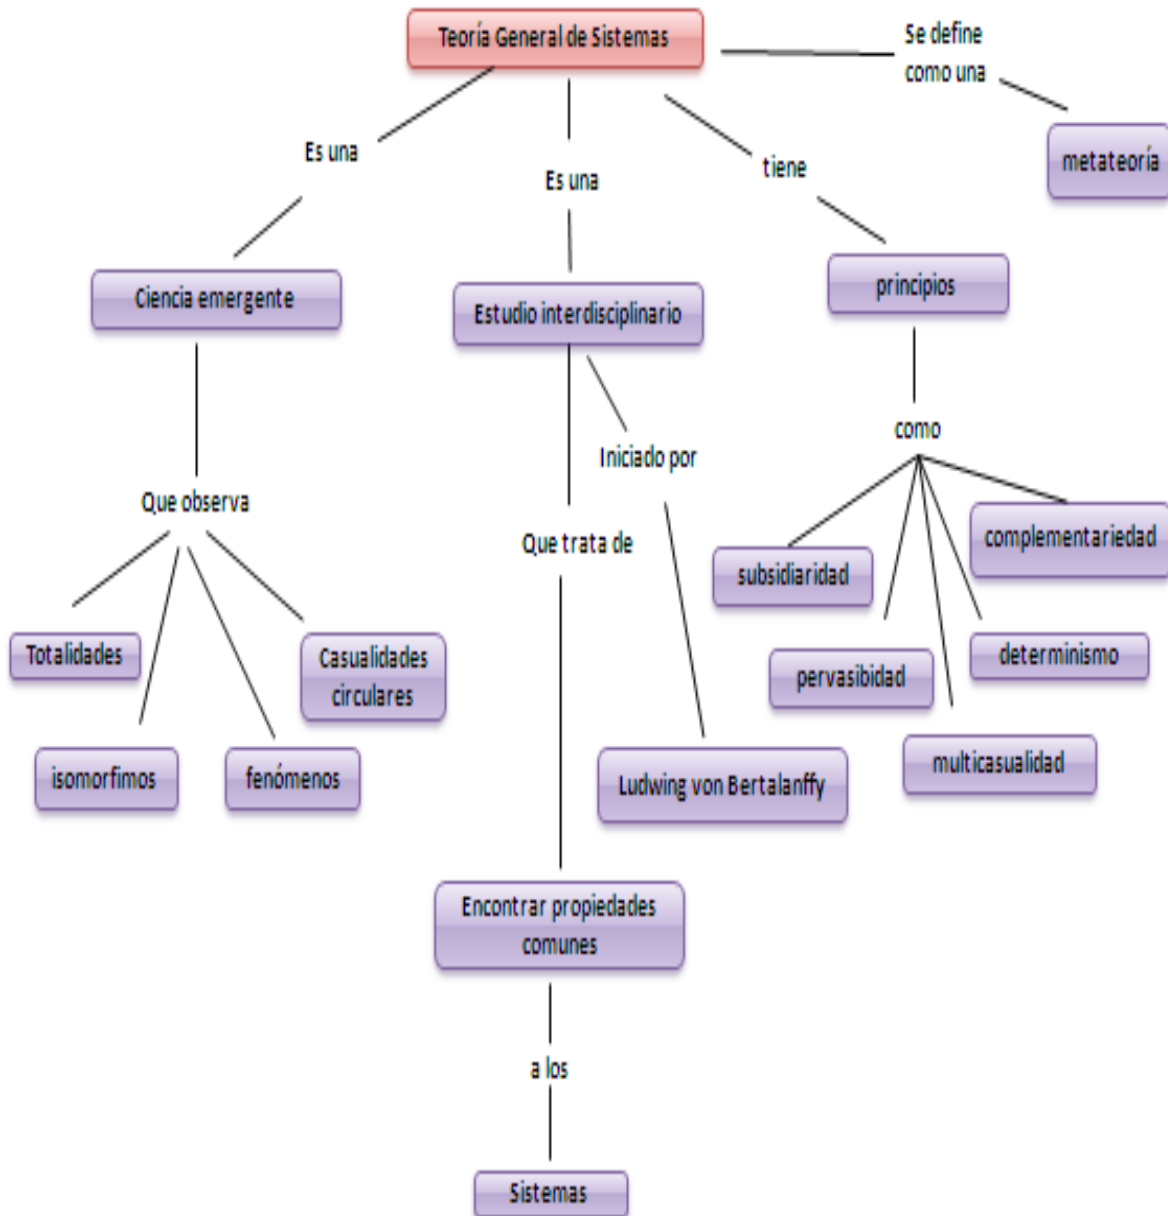 Teoría General de Sistemas
Se define
como una
metateoría
Es una
Es una
tiene
Ciencia emergente
Estudio interdisciplinario
principios
Que observa
Iniciado por
como
Que trata de
Totalidades
Casualidades
circulares
isomorfimos
fenómenos
subsidiaridad
complementariedad
pervasibidad
determinismo
multicasualidad
Ludwing von Bertalanffy
Encontrar propiedades
comunes
a los
Sistemas